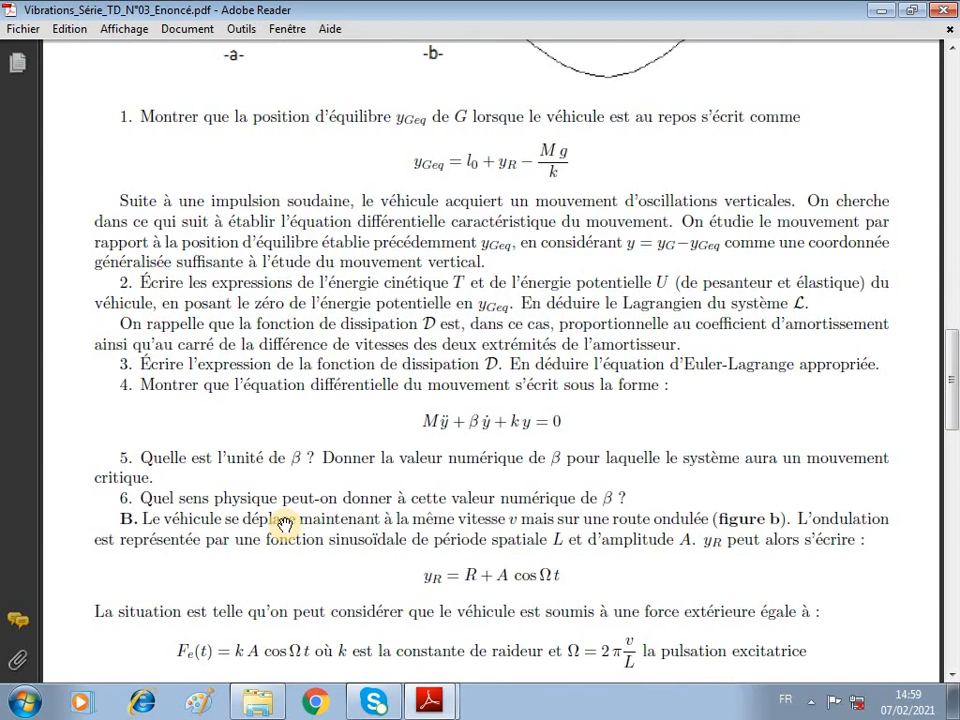 Vibrations_Série_TD_N°03_Enoncé.pdf - Adobe Reader
Fichier Edition Affichage Document Outils Fenêtre Aide
-a- -b-
1. Montrer que la position d'équilibre y_Geq de G lorsque le véhicule est au repos s'écrit comme
y_Geq = l_0 + y_R − M g / k
Suite à une impulsion soudaine, le véhicule acquiert un mouvement d'oscillations verticales. On cherche
dans ce qui suit à établir l'équation différentielle caractéristique du mouvement. On étudie le mouvement par
rapport à la position d'équilibre établie précédemment y_Geq, en considérant y = y_G−y_Geq comme une coordonnée
généralisée suffisante à l'étude du mouvement vertical.
2. Écrire les expressions de l'énergie cinétique T et de l'énergie potentielle U (de pesanteur et élastique) du
véhicule, en posant le zéro de l'énergie potentielle en y_Geq. En déduire le Lagrangien du système ℒ.
On rappelle que la fonction de dissipation 𝒟 est, dans ce cas, proportionnelle au coefficient d'amortissement
ainsi qu'au carré de la différence de vitesses des deux extrémités de l'amortisseur.
3. Écrire l'expression de la fonction de dissipation 𝒟. En déduire l'équation d'Euler-Lagrange appropriée.
4. Montrer que l'équation différentielle du mouvement s'écrit sous la forme :
Mÿ + β ẏ + k y = 0
5. Quelle est l'unité de β ? Donner la valeur numérique de β pour laquelle le système aura un mouvement
critique.
6. Quel sens physique peut-on donner à cette valeur numérique de β ?
B. Le véhicule se déplace maintenant à la même vitesse v mais sur une route ondulée (figure b). L'ondulation
est représentée par une fonction sinusoïdale de période spatiale L et d'amplitude A. y_R peut alors s'écrire :
y_R = R + A cos Ω t
La situation est telle qu'on peut considérer que le véhicule est soumis à une force extérieure égale à :
F_e(t) = k A cos Ω t où k est la constante de raideur et Ω = 2 π v / L la pulsation excitatrice
FR 14:59
07/02/2021